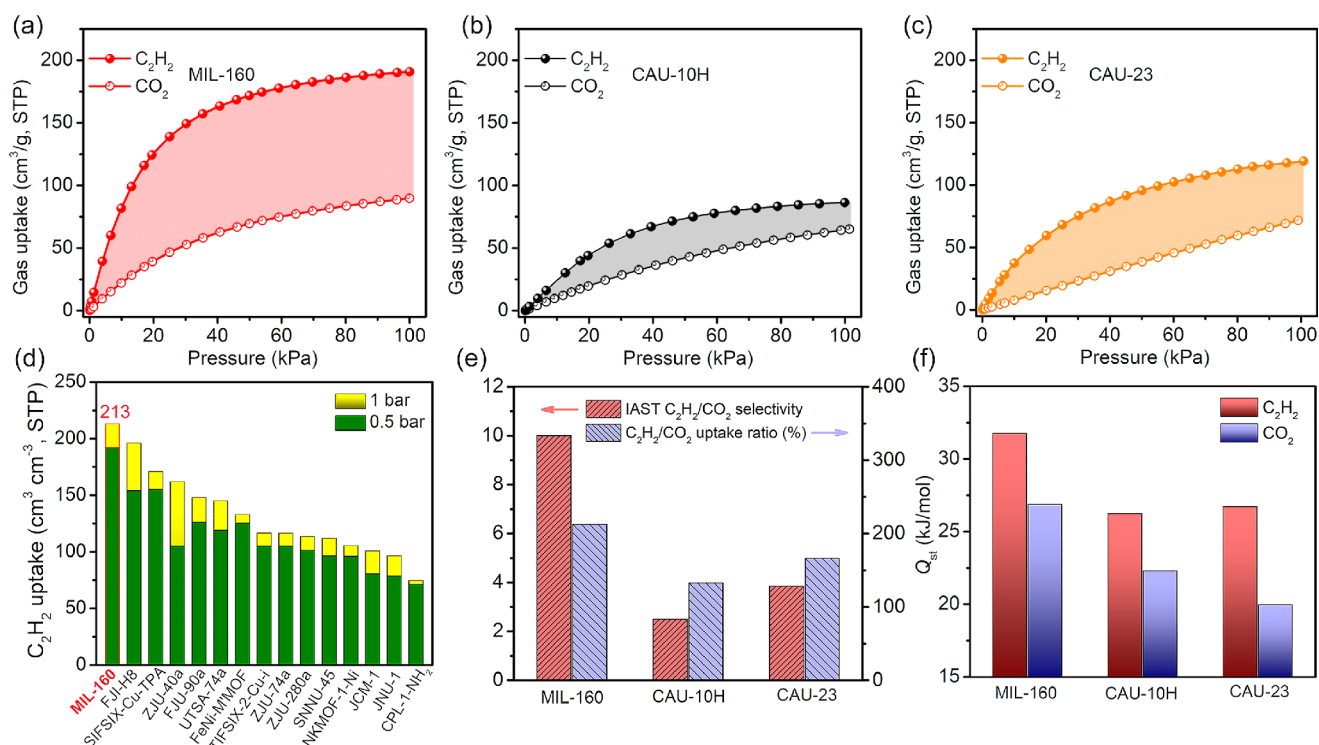 (a)
200
150
100
50
0
Gas uptake (cm³/g, STP)
C₂H₂
CO₂
MIL-160
0 20 40 60 80 100
Pressure (kPa)
(b)
200
150
100
50
0
Gas uptake (cm³/g, STP)
C₂H₂
CO₂
CAU-10H
0 20 40 60 80 100
Pressure (kPa)
(c)
200
150
100
50
0
Gas uptake (cm³/g, STP)
C₂H₂
CO₂
CAU-23
0 20 40 60 80 100
Pressure (kPa)
(d)
250
200
150
100
50
0
C₂H₂ uptake (cm³ cm⁻³, STP)
213
1 bar
0.5 bar
MIL-160
FJI-H8
SIFSIX-Cu-TPA
ZJU-40a
FJU-90a
UTSA-74a
FeNi-M'MOF
TIFSIX-2-Cu-i
ZJU-74a
ZJU-280a
SNNU-45
NKMOF-1-Ni
JCM-1
JNU-1
CPL-1-NH₂
(e)
12
10
8
6
4
2
0
IAST C₂H₂/CO₂ selectivity
C₂H₂/CO₂ uptake ratio (%)
400
300
200
100
0
MIL-160 CAU-10H CAU-23
(f)
35
30
25
20
15
Qst (kJ/mol)
C₂H₂
CO₂
MIL-160 CAU-10H CAU-23